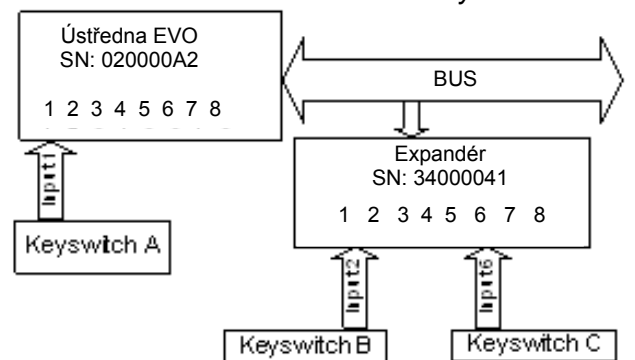 Ústředna EVO
SN: 020000A2
1 2 3 4 5 6 7 8
BUS
Expandér
SN: 34000041
1 2 3 4 5 6 7 8
Input1
Keyswitch A
Input2
Input6
Keyswitch B
Keyswitch C